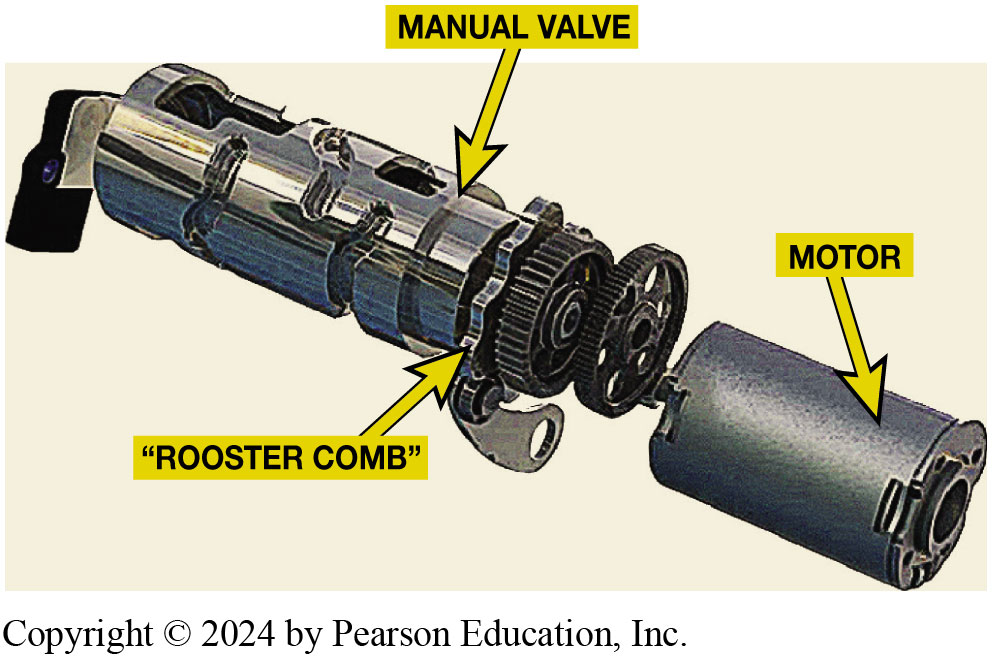 MANUAL VALVE
MOTOR
“ROOSTER COMB”
Copyright © 2024 by Pearson Education, Inc.